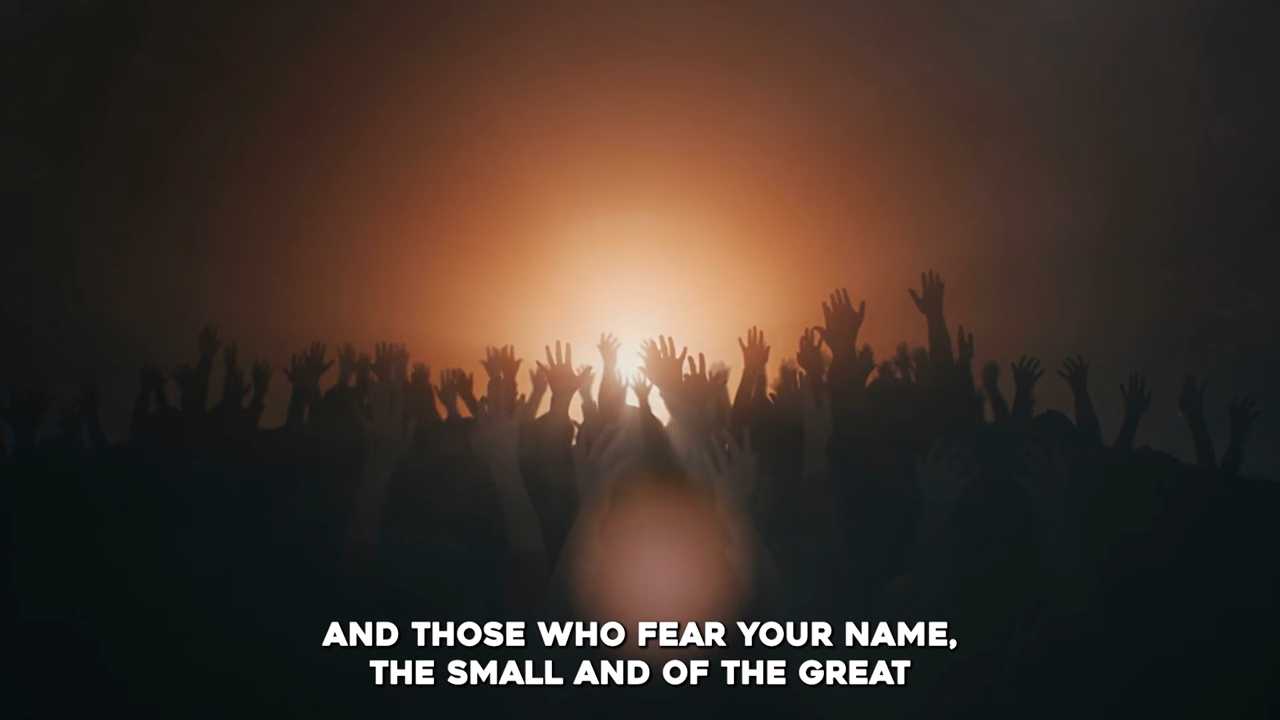 AND THOSE WHO FEAR YOUR NAME,
THE SMALL AND OF THE GREAT